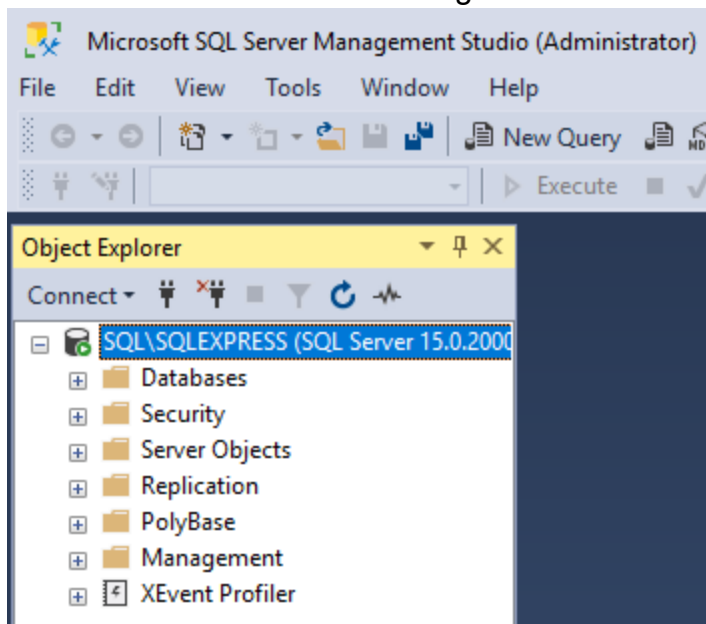 Microsoft SQL Server Management Studio (Administrator)
File Edit View Tools Window Help
New Query
Execute
Object Explorer
Connect
SQL\SQLEXPRESS (SQL Server 15.0.2000
Databases
Security
Server Objects
Replication
PolyBase
Management
XEvent Profiler